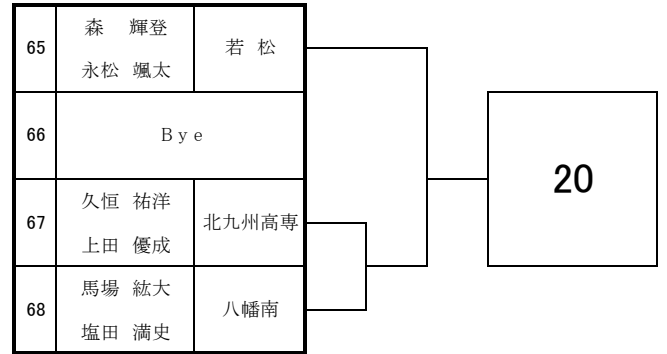 65
森 輝登
永松 颯太
若 松
66
Bye
67
久恒 祐洋
上田 優成
北九州高専
68
馬場 紘大
塩田 満史
八幡南
20